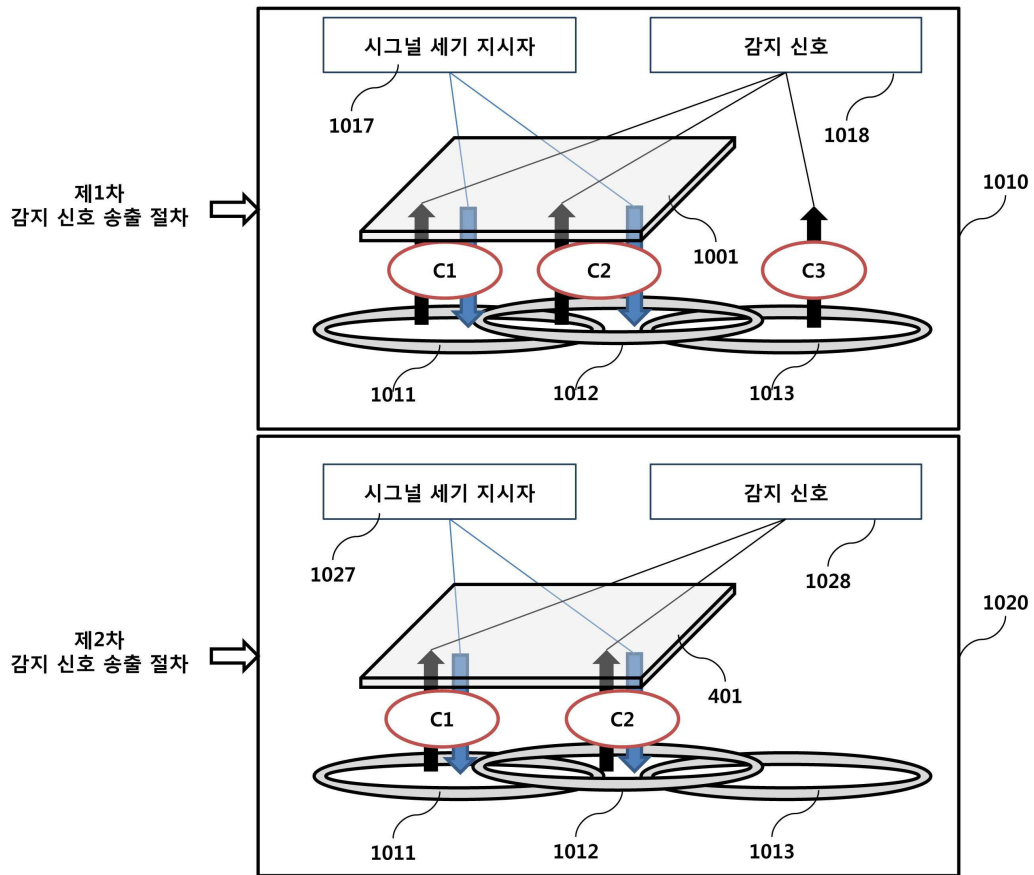 시그널 세기 지시자
감지 신호
1017
1018
제1차
감지 신호 송출 절차
1010
1001
C1
C2
C3
1011
1012
1013
시그널 세기 지시자
감지 신호
1027
1028
제2차
감지 신호 송출 절차
1020
401
C1
C2
1011
1012
1013